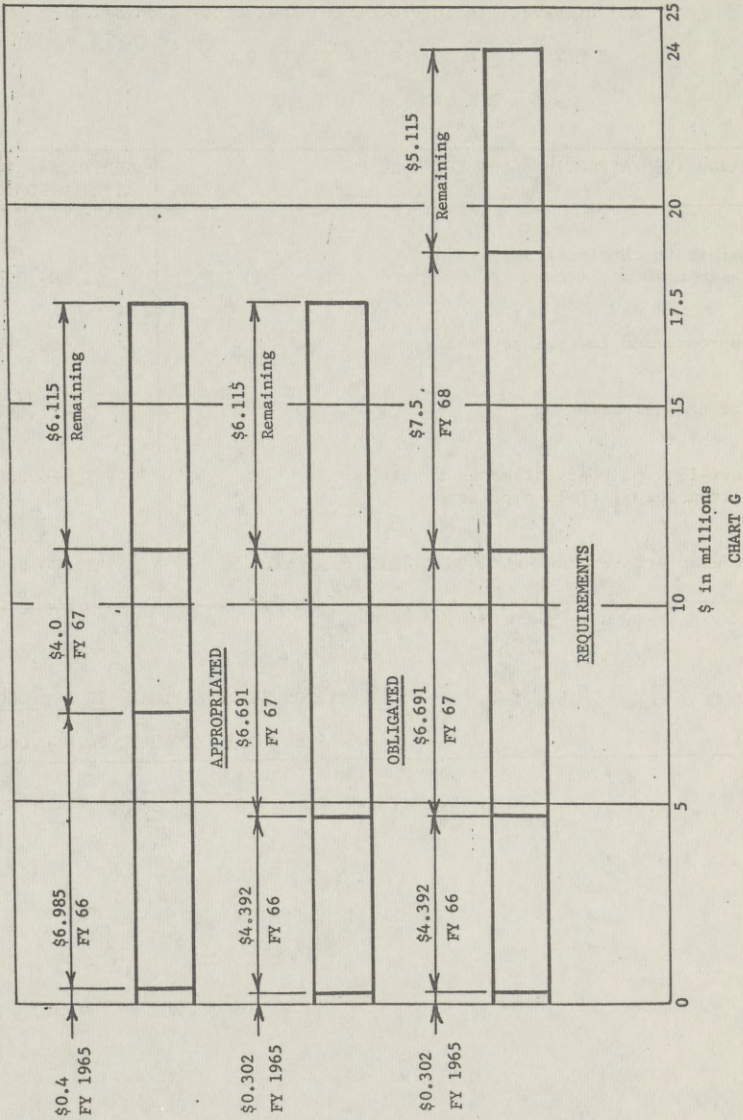 $0.4
FY 1965
$6.985
FY 66
$4.0
FY 67
$6.115
Remaining
APPROPRIATED
$0.302
FY 1965
$4.392
FY 66
$6.691
FY 67
$6.115
Remaining
OBLIGATED
$0.302
FY 1965
$4.392
FY 66
$6.691
FY 67
$7.5
FY 68
$5.115
Remaining
REQUIREMENTS
0
5
10
15
17.5
20
24
25
$ in millions
CHART G